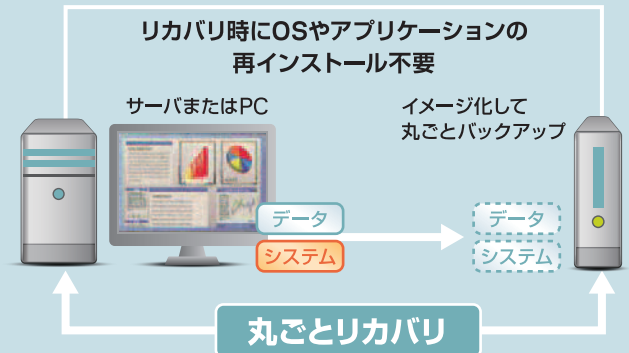 リカバリ時にOSやアプリケーションの
再インストール不要
サーバまたはPC
イメージ化して
丸ごとバックアップ
データ
システム
データ
システム
丸ごとリカバリ